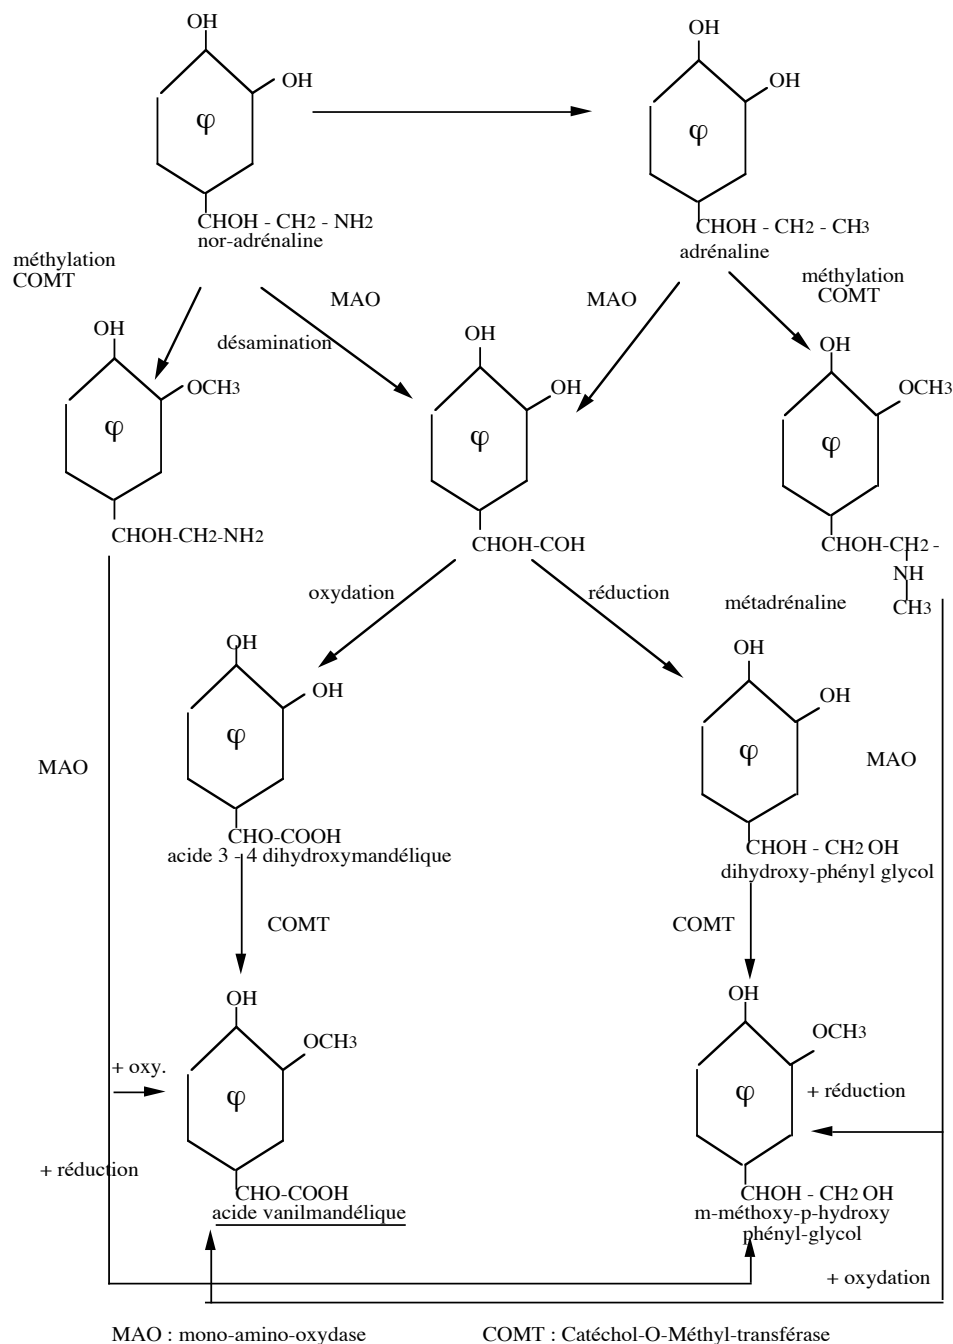 OH
OH
OH
OH
φ
φ
CHOH - CH2 - NH2
nor-adrénaline
CHOH - CH2 - CH3
adrénaline
méthylation
COMT
MAO
MAO
méthylation
COMT
désamination
OH
OCH3
φ
CHOH-CH2-NH2
OH
OH
φ
CHOH-COH
OH
OCH3
φ
CHOH-CH2 -
NH
CH3
métadrénaline
oxydation
réduction
OH
OH
φ
CHO-COOH
acide 3 - 4 dihydroxymandélique
OH
OH
φ
CHOH - CH2 OH
dihydroxy-phényl glycol
MAO
MAO
COMT
COMT
OH
OCH3
φ
CHO-COOH
acide vanilmandélique
OH
OCH3
φ
CHOH - CH2 OH
m-méthoxy-p-hydroxy
phényl-glycol
+ oxy.
+ réduction
+ réduction
+ oxydation
MAO : mono-amino-oxydase
COMT : Catéchol-O-Méthyl-transférase